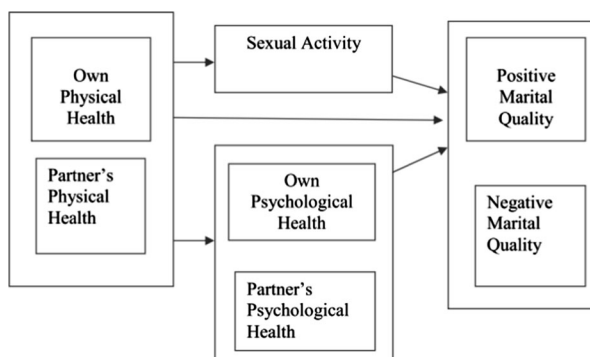 Own
Physical
Health
Partner's
Physical
Health
Sexual Activity
Own
Psychological
Health
Partner's
Psychological
Health
Positive
Marital
Quality
Negative
Marital
Quality